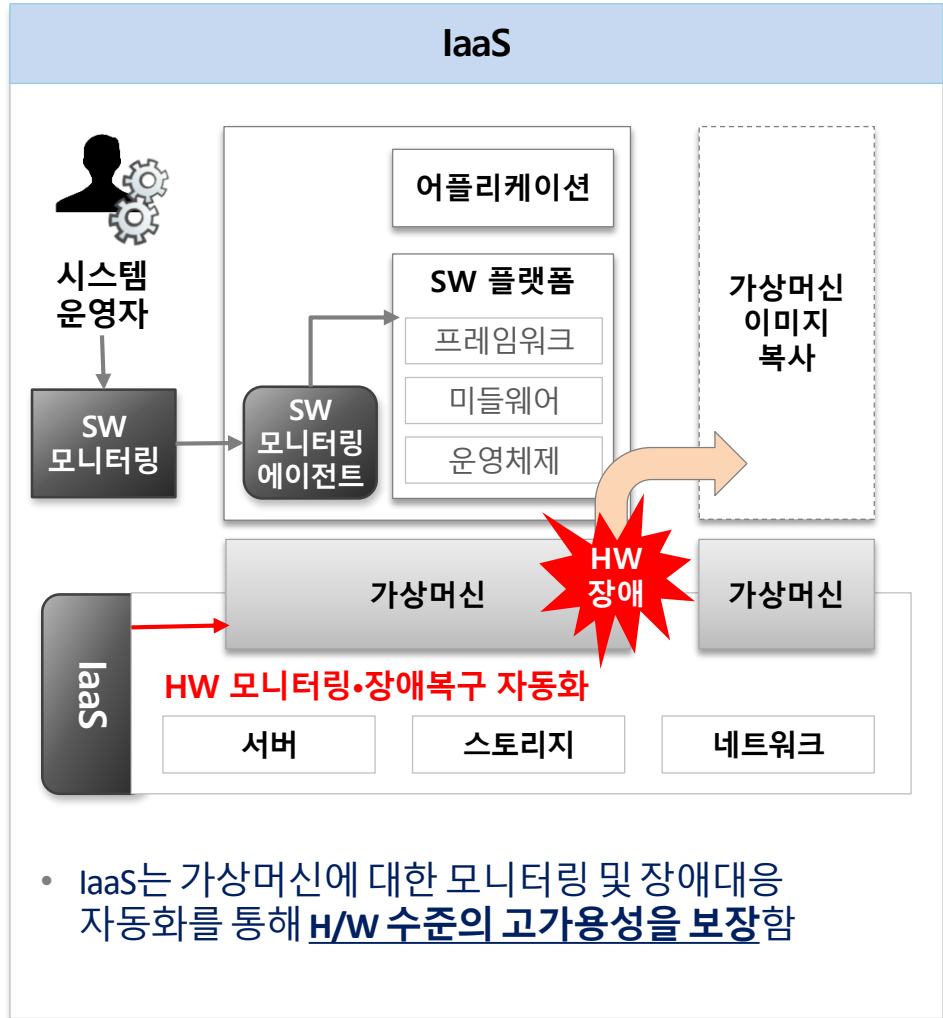 IaaS
어플리케이션
시스템
운영자
SW 플랫폼
프레임워크
미들웨어
운영체제
가상머신
이미지
복사
SW
모니터링
SW
모니터링
에이전트
HW
장애
가상머신
가상머신
IaaS
HW 모니터링•장애복구 자동화
서버
스토리지
네트워크
• IaaS는 가상머신에 대한 모니터링 및 장애대응
자동화를 통해 H/W 수준의 고가용성을 보장함